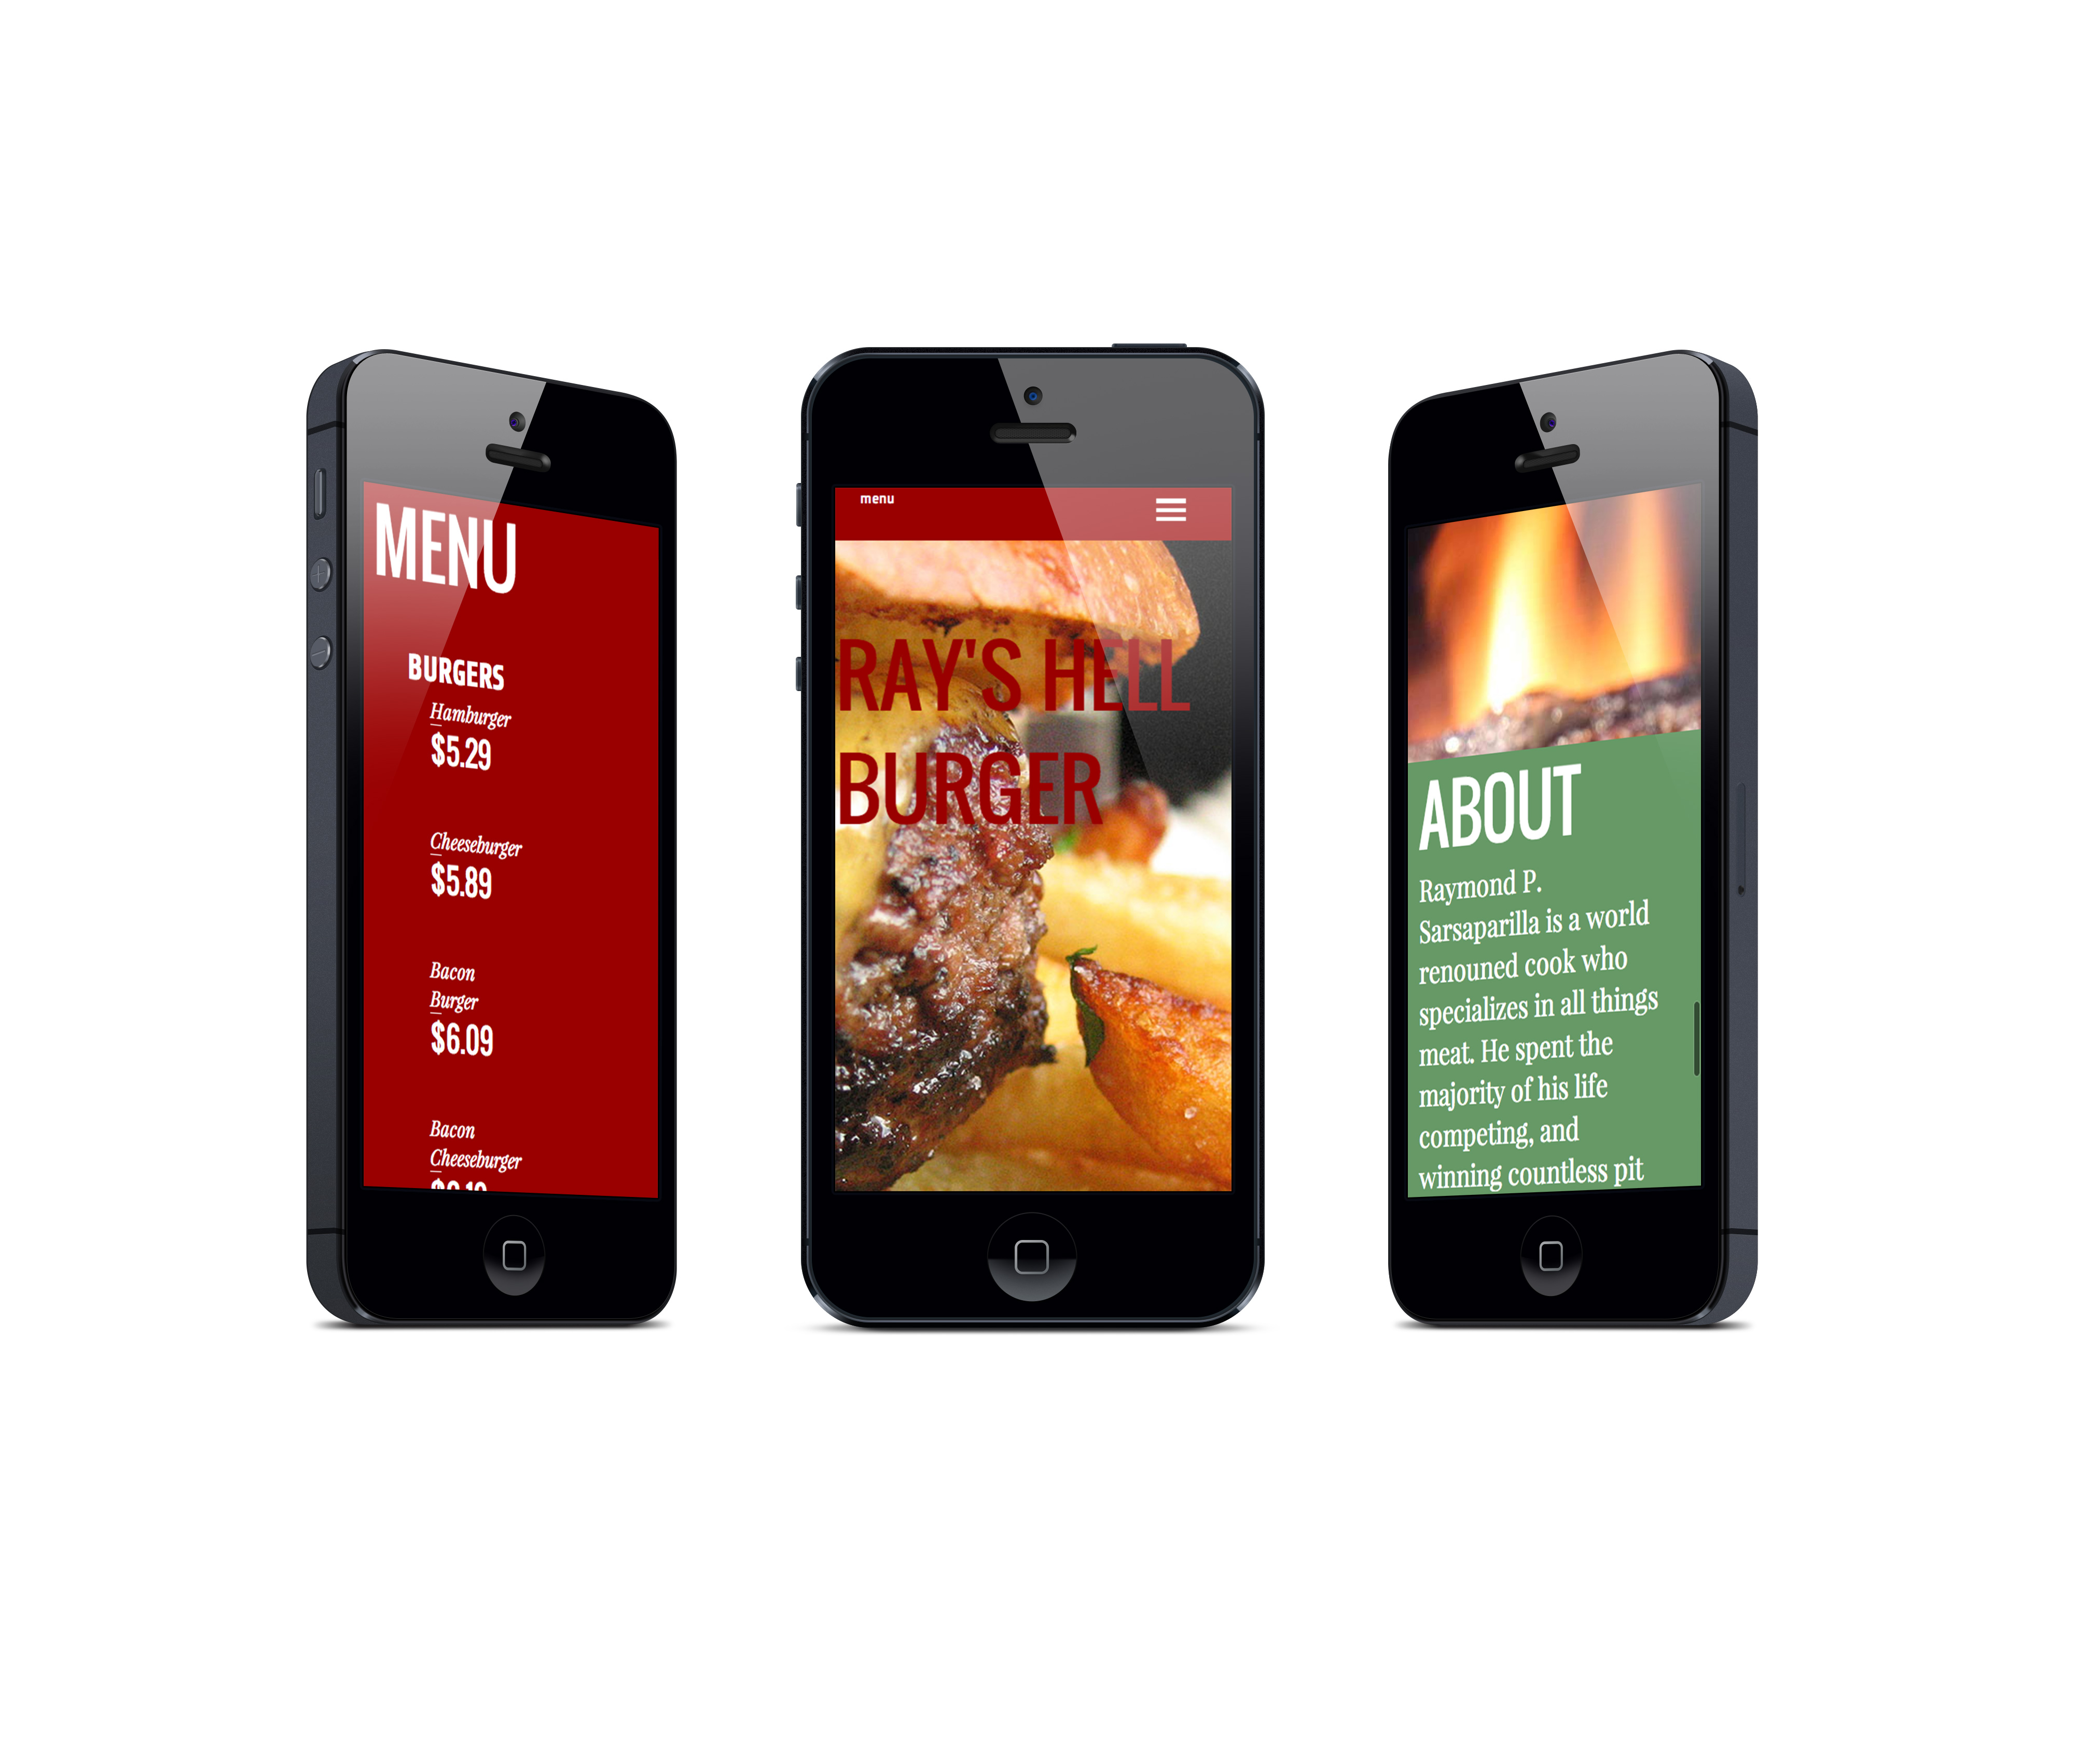 MENU
BURGERS
Hamburger
$5.29
Cheeseburger
$5.89
Bacon
Burger
$6.09
Bacon
Cheeseburger
menu
RAY'S HELL
BURGER
ABOUT
Raymond P.
Sarsaparilla is a world
renouned cook who
specializes in all things
meat. He spent the
majority of his life
competing, and
winning countless pit